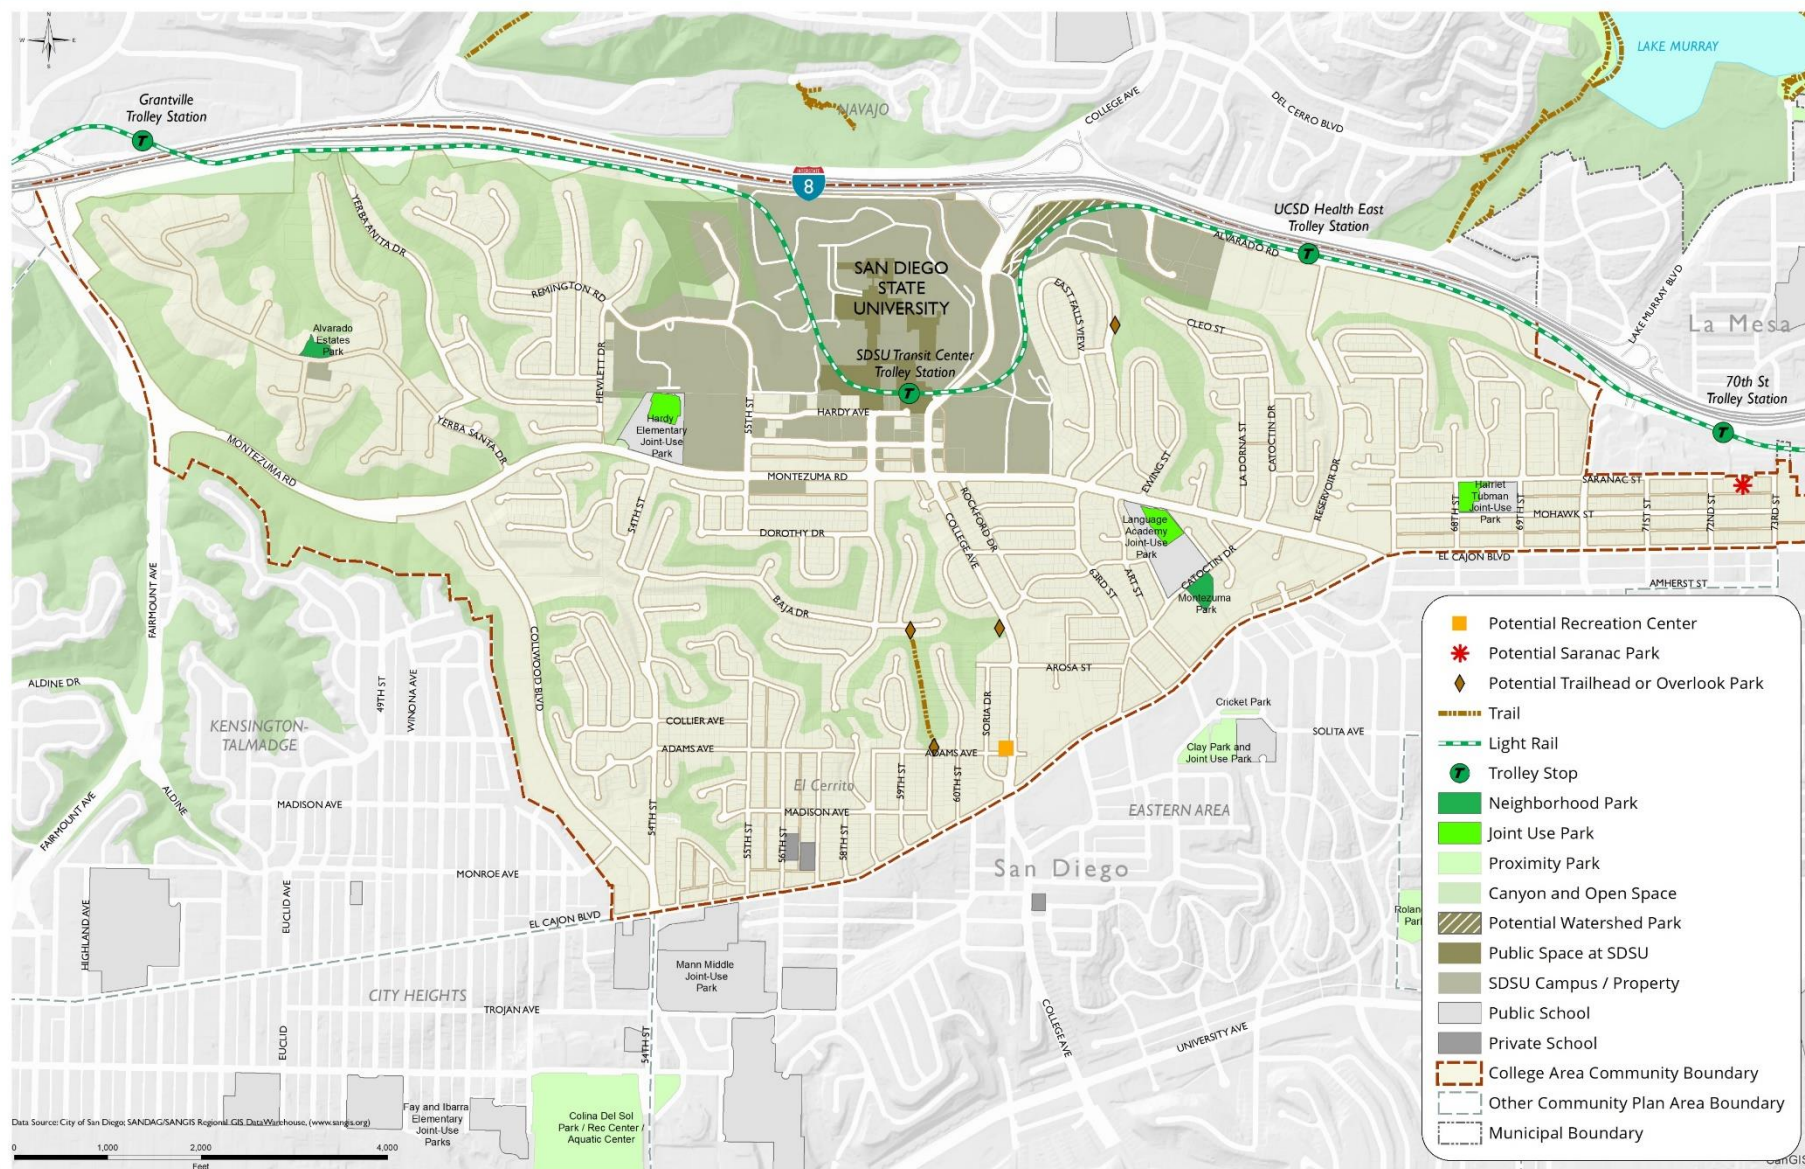 N
W
E
S
Grantville
Trolley Station
NAVAJO
COLLEGE AVE
DEL CERRO BLVD
LAKE MURRAY
INTERSTATE
8
YERBA ANITA DR
REMINGTON RD
SAN DIEGO
STATE
UNIVERSITY
UCSD Health East
Trolley Station
ALVARADO RD
LAKE MURRAY BLVD
La Mesa
EAST FALLS VIEW
CLEO ST
Alvarado
Estates
Park
HEWLETT DR
SDSU Transit Center
Trolley Station
70th St
Trolley Station
HARDY AVE
55TH ST
Hardy
Elementary
Joint-Use
Park
YERBA SANTA DR
MONTEZUMA RD
MONTEZUMA RD
LA DORNA ST
CATOCTIN DR
EWING ST
RESERVOIR DR
SARANAC ST
Harriet
Tubman
Joint-Use
Park
68TH ST
69TH ST
MOHAWK ST
71ST ST
72ND ST
73RD ST
EL CAJON BLVD
AMHERST ST
54TH ST
DOROTHY DR
ROCKFORD DR
COLLEGE AVE
Language
Academy
Joint-Use
Park
CATOCTIN DR
63RD ST
ART ST
Montezuma
Park
FAIRMOUNT AVE
BAJA DR
COLLWOOD BLVD
AROSA ST
ALDINE DR
49TH ST
WINONA AVE
KENSINGTON-
TALMADGE
COLLIER AVE
ADAMS AVE
ADAMS AVE
SORIA DR
Cricket Park
Clay Park and
Joint Use Park
SOLITA AVE
El Cerrito
59TH ST
60TH ST
MADISON AVE
MADISON AVE
ALDINE
FAIRMOUNT AVE
54TH ST
55TH ST
56TH ST
58TH ST
EASTERN AREA
San Diego
MONROE AVE
EL CAJON BLVD
HIGHLAND AVE
EUCLID AVE
Mann Middle
Joint-Use
Park
CITY HEIGHTS
TROJAN AVE
EUCLID
54TH ST
COLLEGE AVE
UNIVERSITY AVE
Fay and Ibarra
Elementary
Joint-Use
Parks
Colina Del Sol
Park / Rec Center /
Aquatic Center
Potential Recreation Center
Potential Saranac Park
Potential Trailhead or Overlook Park
Trail
Light Rail
T Trolley Stop
Neighborhood Park
Joint Use Park
Proximity Park
Canyon and Open Space
Potential Watershed Park
Public Space at SDSU
SDSU Campus / Property
Public School
Private School
College Area Community Boundary
Other Community Plan Area Boundary
Municipal Boundary
Data Source: City of San Diego; SANDAG/SANGIS Regional GIS Data Warehouse, (www.sangis.org)
0 1,000 2,000 4,000
Feet